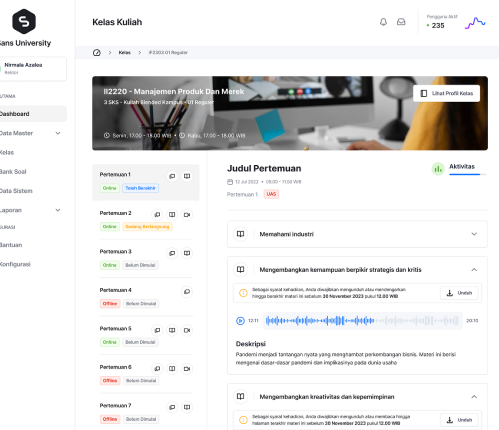 S
Sans University
Nirmala Azalea
Rektor
UTAMA
Dashboard
Data Master
Kelas
Bank Soal
Data Sistem
Laporan
GURASI
Bantuan
Konfigurasi
Kelas Kuliah
Pengguna Aktif
235
> Kelas > #2203 01 Reguler
II2220 - Manajemen Produk Dan Merek
3 SKS - Kuliah Blended Kampus - 01 Reguler
Senin, 17.00 - 18.00 WIB • Rabu, 17.00 - 18.00 WIB
Lihat Profil Kelas
Pertemuan 1
Online Telah Berakhir
Pertemuan 2
Online Sedang Berlangsung
Pertemuan 3
Online Belum Dimulai
Pertemuan 4
Offline Belum Dimulai
Pertemuan 5
Online Belum Dimulai
Pertemuan 6
Offline Belum Dimulai
Pertemuan 7
Offline Belum Dimulai
Judul Pertemuan
12 Jul 2022 • 09.00 - 11.00 WIB
Pertemuan 1 UAS
Aktivitas
Memahami industri
Mengembangkan kemampuan berpikir strategis dan kritis
Sebagai syarat kehadiran, Anda diwajibkan mengunduh atau mendengarkan
hingga berakhir materi ini sebelum 30 November 2023 pukul 12.00 WIB
Unduh
12:11
20:10
Deskripsi
Pandemi menjadi tantangan nyata yang menghambat perkembangan bisnis. Materi ini berisi
mengenai dasar-dasar pandemi dan implikasinya pada dunia usaha
Mengembangkan kreativitas dan kepemimpinan
Sebagai syarat kehadiran, Anda diwajibkan mengunduh atau membaca hingga
halaman terakhir materi ini sebelum 30 November 2023 pukul 12.00 WIB
Unduh